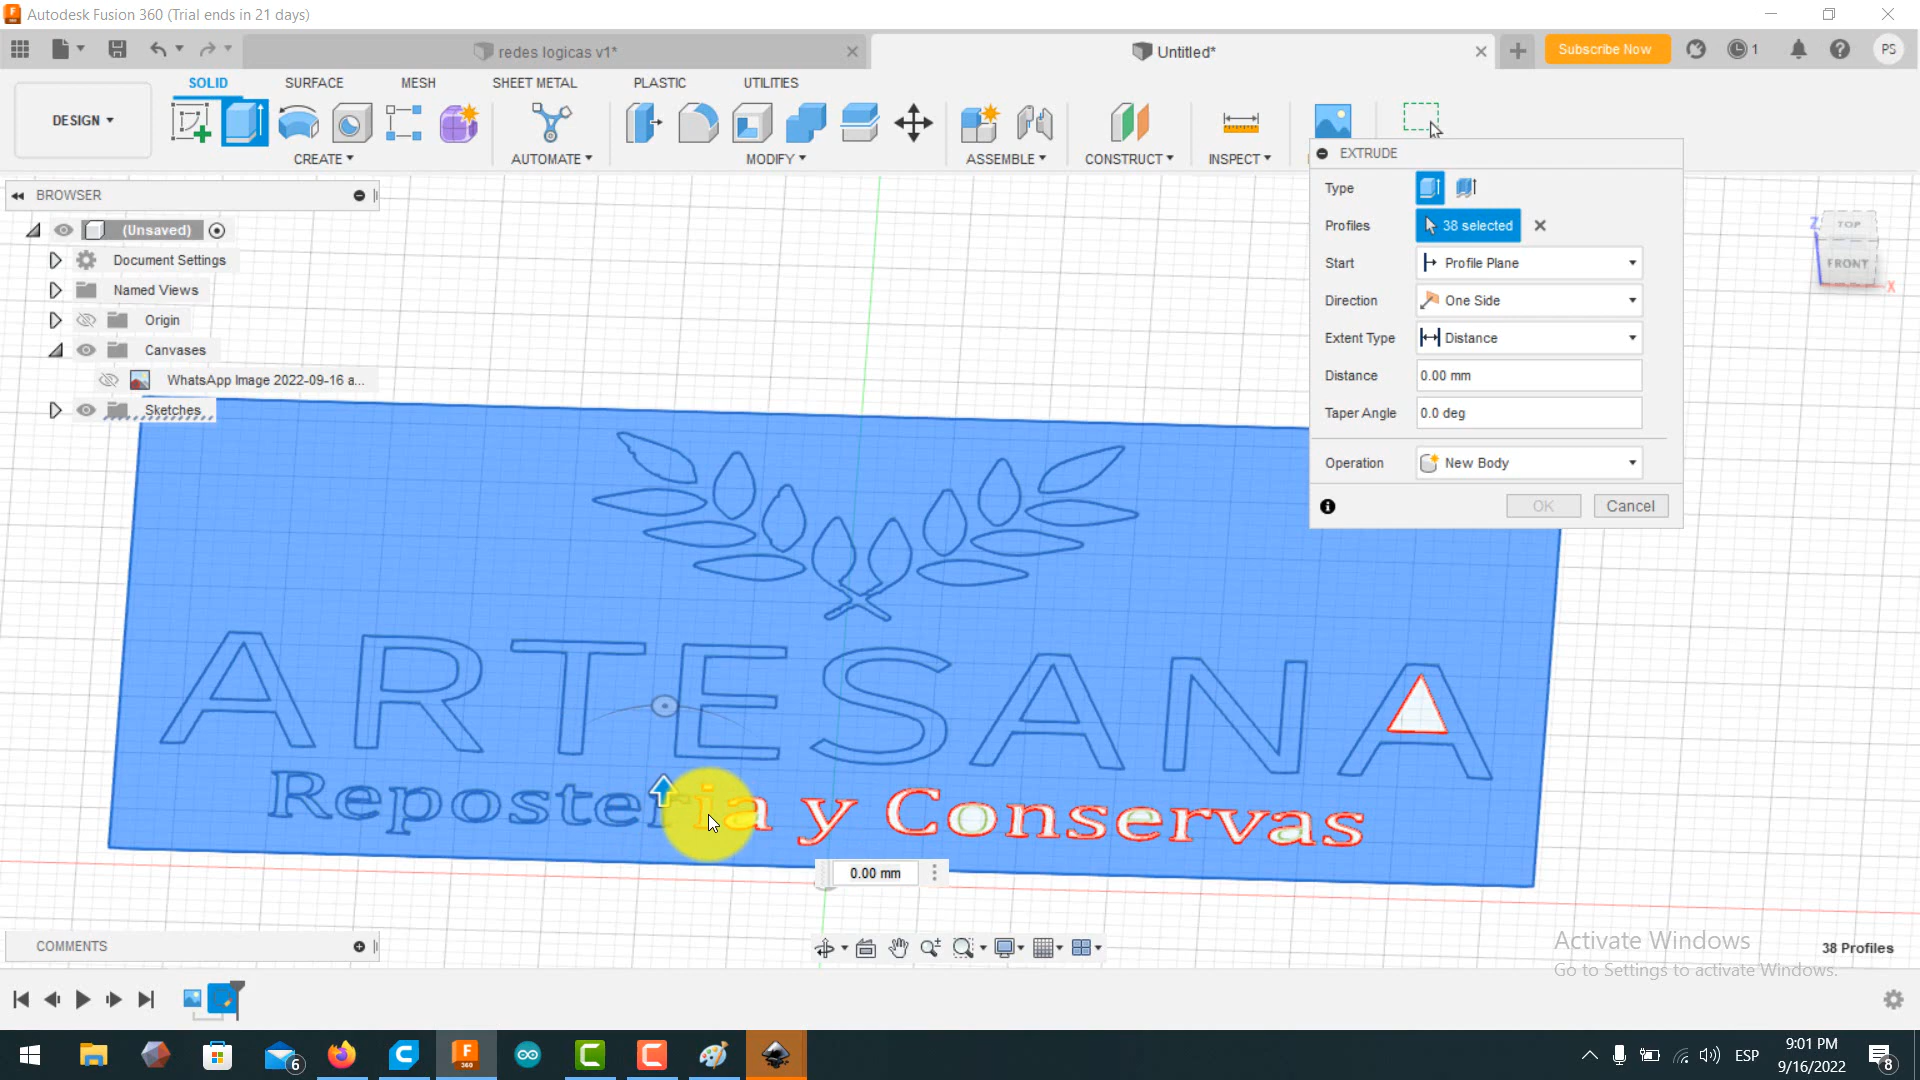 Autodesk Fusion 360 (Trial ends in 21 days)
redes logicas v1*
Untitled*
Subscribe Now
1
PS
DESIGN
SOLID
SURFACE
MESH
SHEET METAL
PLASTIC
UTILITIES
CREATE
AUTOMATE
MODIFY
ASSEMBLE
CONSTRUCT
INSPECT
BROWSER
(Unsaved)
Document Settings
Named Views
Origin
Canvases
WhatsApp Image 2022-09-16 a...
Sketches
EXTRUDE
Type
Profiles
38 selected
Start
Profile Plane
Direction
One Side
Extent Type
Distance
Distance
0.00 mm
Taper Angle
0.0 deg
Operation
New Body
OK
Cancel
TOP
FRONT
Z
X
ARTESANA
Reposteria y Conservas
0.00 mm
COMMENTS
38 Profiles
Activate Windows
Go to Settings to activate Windows.
6
F
360
ESP
9:01 PM
9/16/2022
8